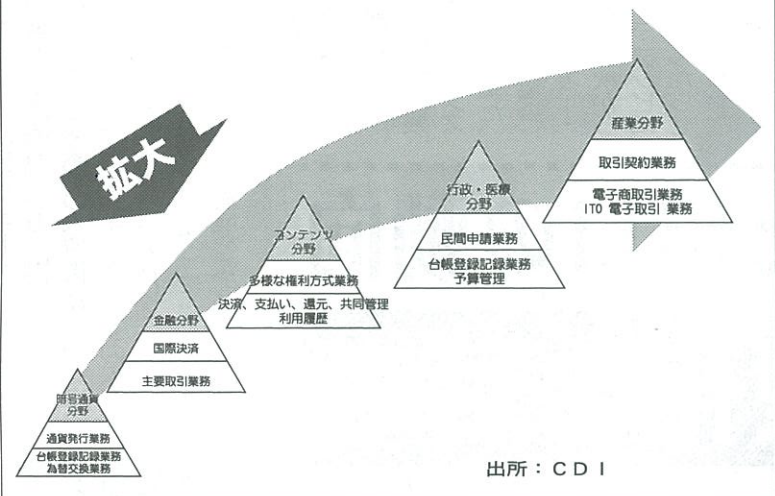 拡大
産業分野
取引契約業務
電子商取引業務
ITO 電子取引 業務
行政・医療
分野
民間申請業務
台帳登録記録業務
予算管理
コンテンツ
分野
多様な権利方式業務
決済、支払い、還元、共同管理
利用履歴
金融分野
国際決済
主要取引業務
暗号通貨
分野
通貨発行業務
台帳登録記録業務
為替交換業務
出所：CDI